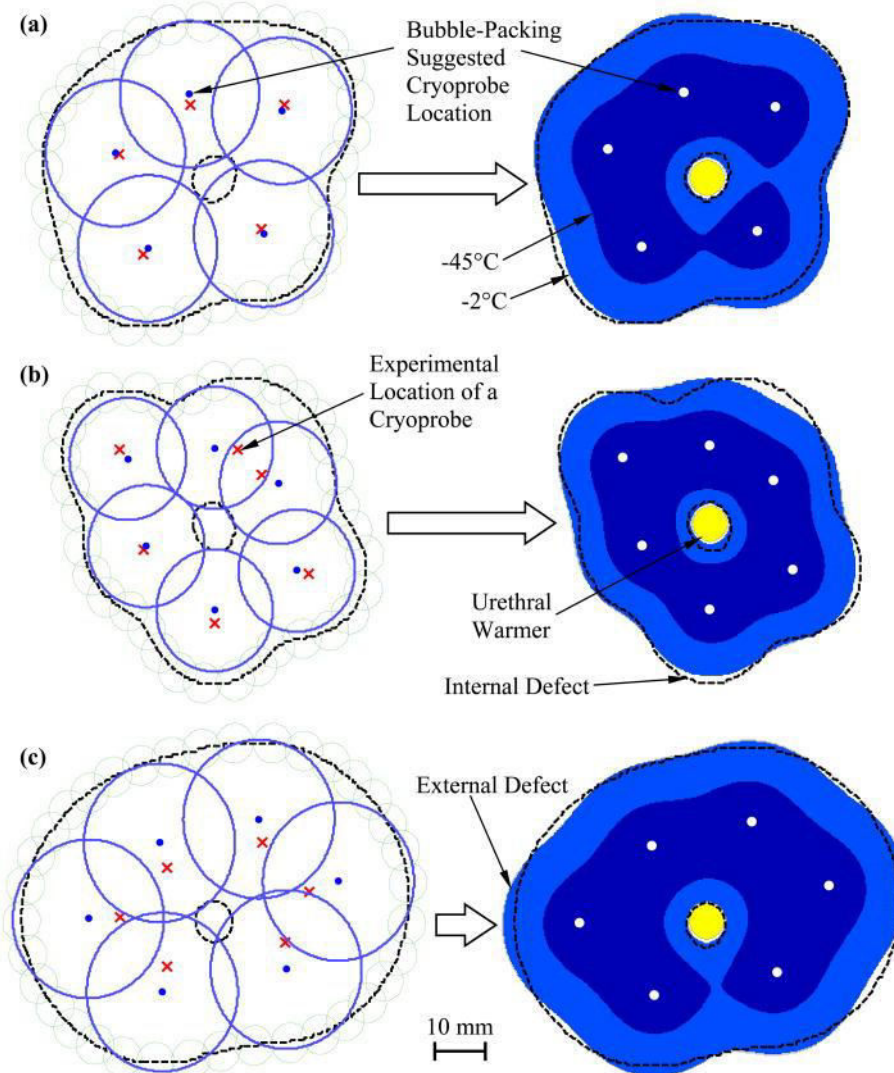 (a)
Bubble-Packing
Suggested
Cryoprobe
Location
-45°C
-2°C
(b)
Experimental
Location of a
Cryoprobe
Urethral
Warmer
Internal Defect
(c)
External Defect
10 mm